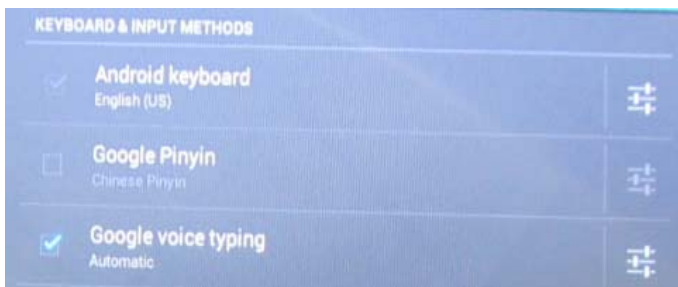 KEYBOARD & INPUT METHODS
Android keyboard
English (US)
Google Pinyin
Chinese Pinyin
Google voice typing
Automatic